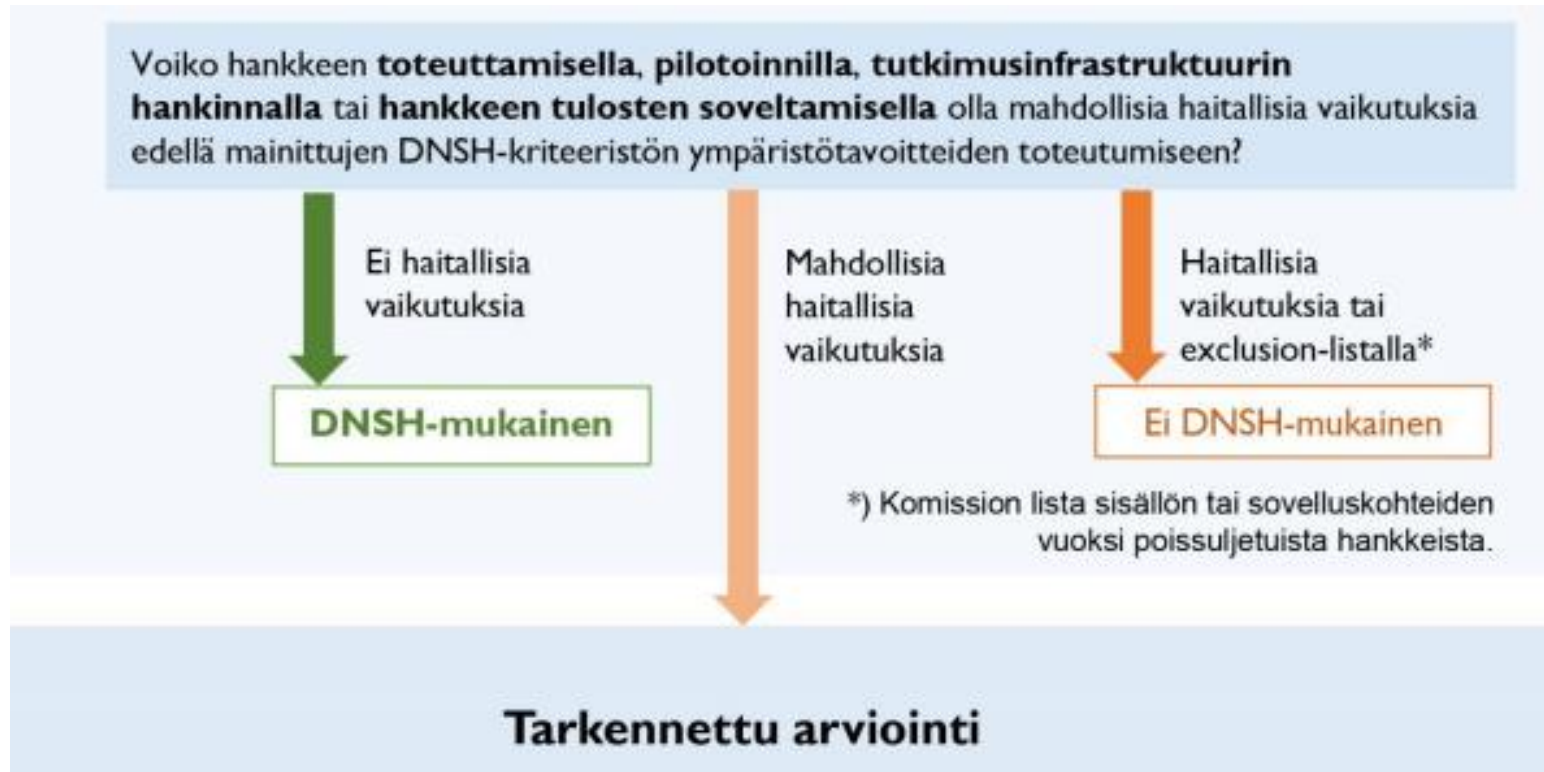 Voiko hankkeen toteuttamisella, pilotoinnilla, tutkimusinfrastruktuurin
hankinnalla tai hankkeen tulosten soveltamisella olla mahdollisia haitallisia vaikutuksia
edellä mainittujen DNSH-kriteeristön ympäristötavoitteiden toteutumiseen?
Ei haitallisia
vaikutuksia
Mahdollisia
haitallisia
vaikutuksia
Haitallisia
vaikutuksia tai
exclusion-listalla*
DNSH-mukainen
Ei DNSH-mukainen
*) Komission lista sisällön tai sovelluskohteiden
vuoksi poissuljetuista hankkeista.
Tarkennettu arviointi